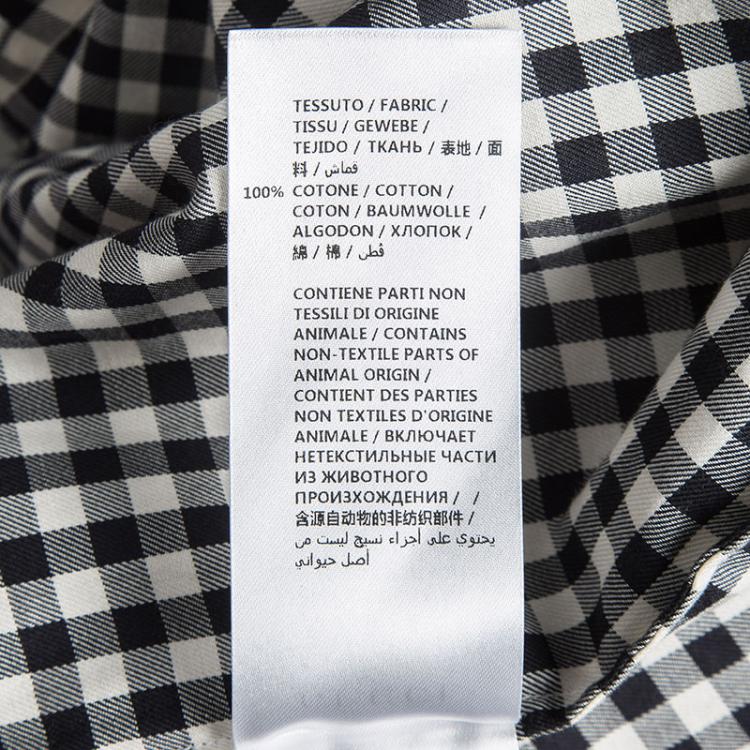 TESSUTO / FABRIC /
TISSU / GEWEBE /
TEJIDO / ТКАНЬ / 表地 / 面
料 / قماش
100% COTONE / COTTON /
COTON / BAUMWOLLE /
ALGODON / ХЛОПОК /
綿 / 棉 / قطن
CONTIENE PARTI NON
TESSILI DI ORIGINE
ANIMALE / CONTAINS
NON-TEXTILE PARTS OF
ANIMAL ORIGIN /
CONTIENT DES PARTIES
NON TEXTILES D'ORIGINE
ANIMALE / ВКЛЮЧАЕТ
НЕТЕКСТИЛЬНЫЕ ЧАСТИ
ИЗ ЖИВОТНОГО
ПРОИЗХОЖДЕНИЯ / /
含源自动物的非纺织部件 /
يحتوي على أجزاء نسيج ليست من
أصل حيواني